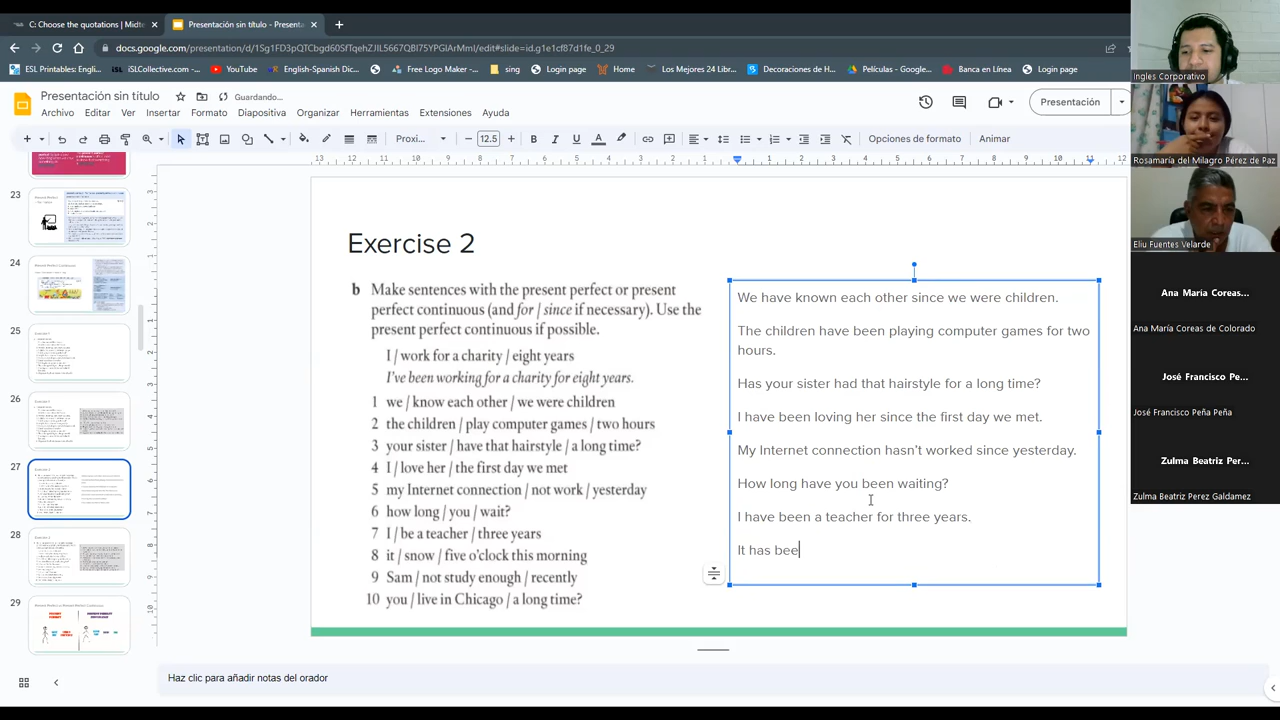 C: Choose the quotations | Midte
Presentación sin título - Presenta
docs.google.com/presentation/d/
ESL Printables: Engli...
iSLCollective.com -...
YouTube
English-Spanish Dic...
Free Logo Maker -
Login page
Home
Los Mejores 24 Libr...
Decoraciones de H...
Películas - Google...
Banca en Línea
Login page
Presentación sin título
Guardando...
Archivo Editar Ver Insertar Formato Diapositiva Organizar Herramientas Extensiones Ayuda
Presentación
Proxi...
12.5
Opciones de formato
Animar
23
24
25
26
27
28
29
Exercise 2
b Make sentences with the present perfect or present
perfect continuous (and for / since if necessary). Use the
present perfect continuous if possible.
I / work for a charity / eight years
I've been working for a charity for eight years.
1 we / know each other / we were children
2 the children / play computer games / two hours
3 your sister / have that hairstyle / a long time?
4 I / love her / the first day we met
5 my Internet connection / not work / yesterday
6 how long / you / wait?
7 I / be a teacher / three years
8 it / snow / five o'clock this morning
9 Sam / not study enough / recently
10 you / live in Chicago / a long time?
We have known each other since we were children.
The children have been playing computer games for two
hours.
Has your sister had that hairstyle for a long time?
I have been loving her since the first day we met.
My Internet connection hasn't worked since yesterday.
How long have you been waiting?
I have been a teacher for three years.
It has bee
Haz clic para añadir notas del orador
Ingles Corporativo
Rosamaría del Milagro Pérez de Paz
Eliu Fuentes Velarde
Ana Maria Coreas...
Ana María Coreas de Colorado
José Francisco Pe...
José Francisco Peña Peña
Zulma Beatriz Per...
Zulma Beatriz Perez Galdamez